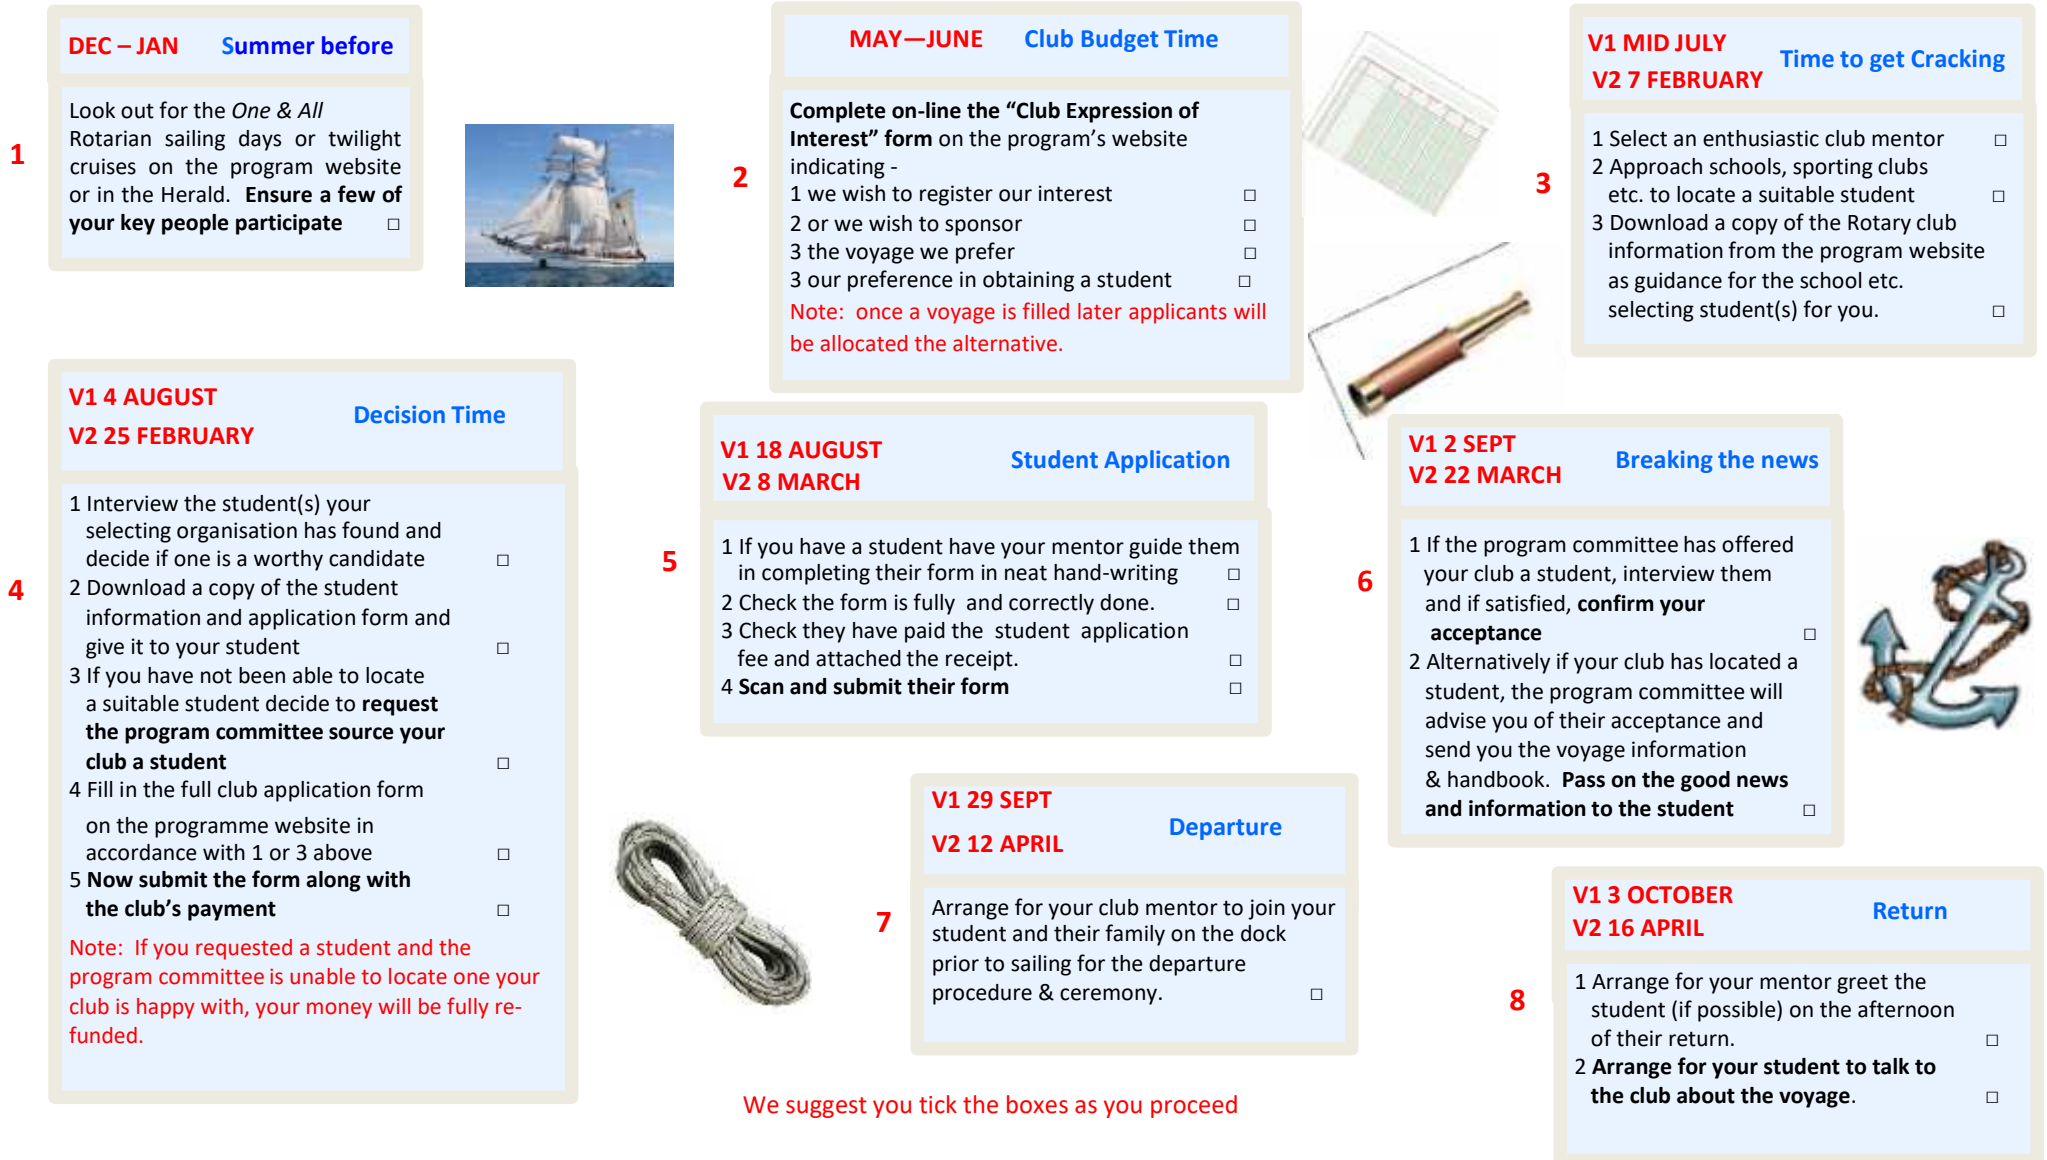 DEC – JAN Summer before
1
Look out for the One & All
Rotarian sailing days or twilight
cruises on the program website
or in the Herald. Ensure a few of
your key people participate □
MAY—JUNE Club Budget Time
2
Complete on-line the “Club Expression of
Interest” form on the program’s website
indicating -
1 we wish to register our interest □
2 or we wish to sponsor □
3 the voyage we prefer □
3 our preference in obtaining a student □
Note: once a voyage is filled later applicants will
be allocated the alternative.
V1 MID JULY
V2 7 FEBRUARY
Time to get Cracking
3
1 Select an enthusiastic club mentor □
2 Approach schools, sporting clubs
etc. to locate a suitable student □
3 Download a copy of the Rotary club
information from the program website
as guidance for the school etc.
selecting student(s) for you. □
V1 4 AUGUST
V2 25 FEBRUARY
Decision Time
4
1 Interview the student(s) your
selecting organisation has found and
decide if one is a worthy candidate □
2 Download a copy of the student
information and application form and
give it to your student □
3 If you have not been able to locate
a suitable student decide to request
the program committee source your
club a student □
4 Fill in the full club application form
on the programme website in
accordance with 1 or 3 above □
5 Now submit the form along with
the club’s payment □
Note: If you requested a student and the
program committee is unable to locate one your
club is happy with, your money will be fully re-
funded.
V1 18 AUGUST
V2 8 MARCH
Student Application
5
1 If you have a student have your mentor guide them
in completing their form in neat hand-writing □
2 Check the form is fully and correctly done. □
3 Check they have paid the student application
fee and attached the receipt. □
4 Scan and submit their form □
V1 2 SEPT
V2 22 MARCH
Breaking the news
6
1 If the program committee has offered
your club a student, interview them
and if satisfied, confirm your
acceptance □
2 Alternatively if your club has located a
student, the program committee will
advise you of their acceptance and
send you the voyage information
& handbook. Pass on the good news
and information to the student □
V1 29 SEPT
V2 12 APRIL
Departure
7
Arrange for your club mentor to join your
student and their family on the dock
prior to sailing for the departure
procedure & ceremony. □
V1 3 OCTOBER
V2 16 APRIL
Return
8
1 Arrange for your mentor greet the
student (if possible) on the afternoon
of their return. □
2 Arrange for your student to talk to
the club about the voyage. □
We suggest you tick the boxes as you proceed